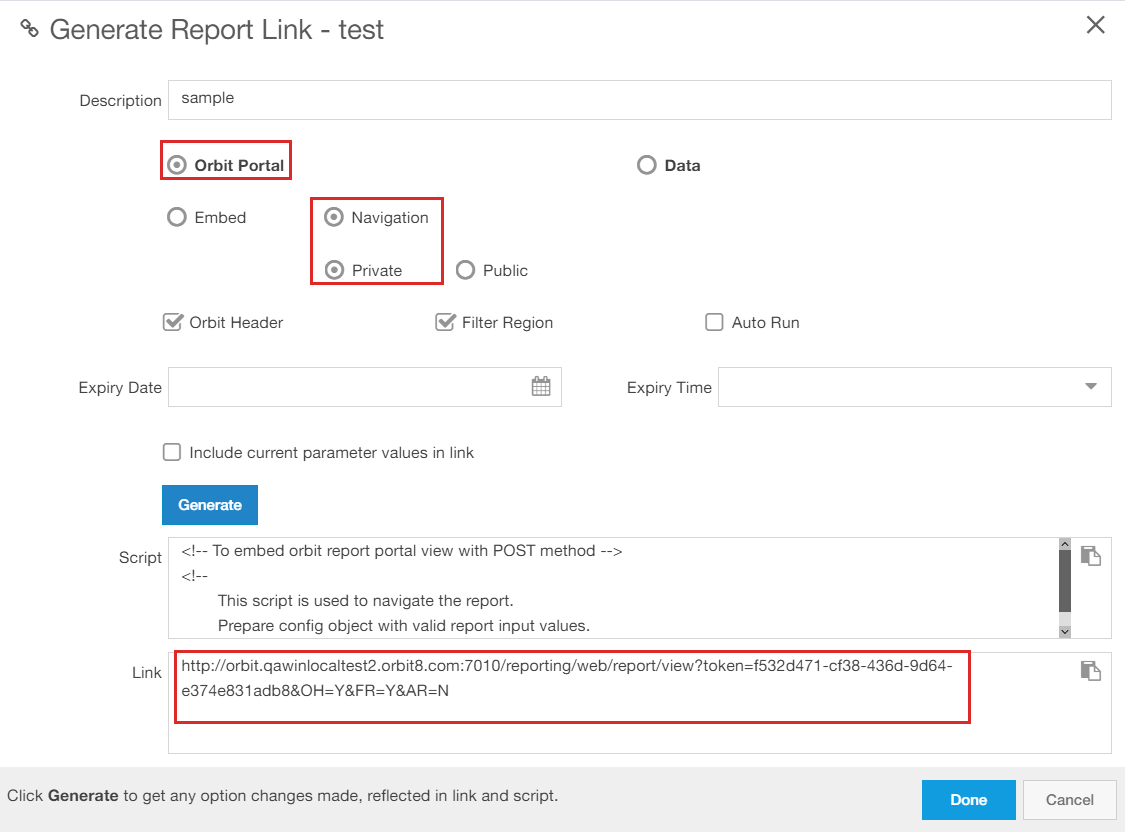 Generate Report Link - test
Description
sample
Orbit Portal
Data
Embed
Navigation
Private
Public
Orbit Header
Filter Region
Auto Run
Expiry Date
Expiry Time
Include current parameter values in link
Generate
Script
<!-- To embed orbit report portal view with POST method -->
<!--
This script is used to navigate the report.
Prepare config object with valid report input values.
Link
http://orbit.qawinlocaltest2.orbit8.com:7010/reporting/web/report/view?token=f532d471-cf38-436d-9d64-
e374e831adb8&OH=Y&FR=Y&AR=N
Click Generate to get any option changes made, reflected in link and script.
Done
Cancel